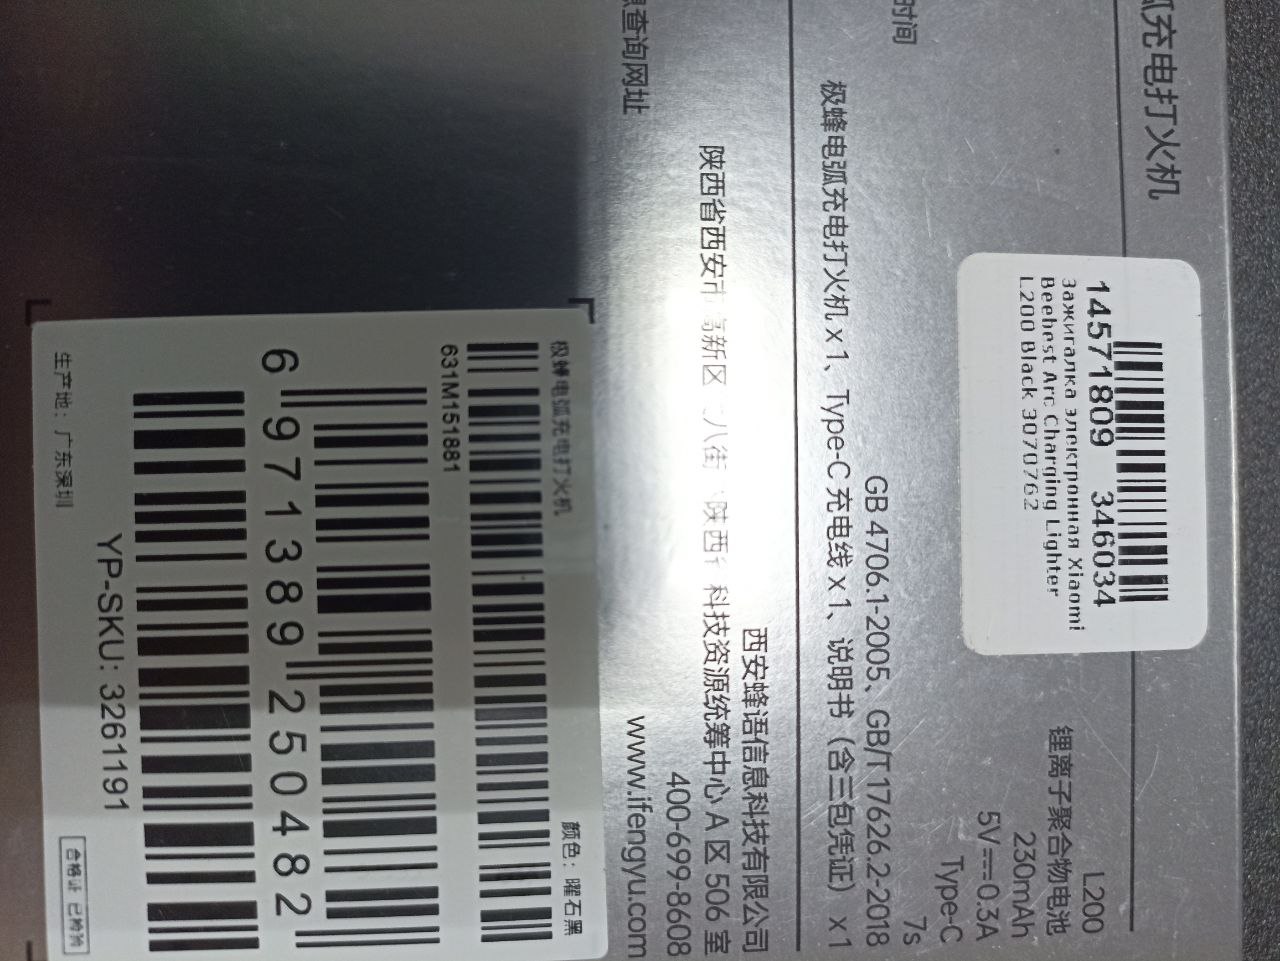 弧充电打火机
L200
锂离子聚合物电池
230mAh
5V⎓0.3A
Type-C
时间
7s
GB 4706.1-2005、GB/T 17626.2-2018
极蜂电弧充电打火机 x 1、Type-C 充电线 x 1、说明书（含三包凭证） x 1
西安蜂语信息科技有限公司
陕西省西安市高新区 八街 陕西 科技资源统筹中心 A 区 506 室
400-699-8608
查询网址
www.ifengyu.com
14571809 346034
Зажигалка электронная Xiaomi
Beebest Arc Charging Lighter
L200 Black 3070762
极蜂电弧充电打火机
颜色：曜石黑
631M151881
6 971389 250482
YP-SKU: 3261191
生产地：广东深圳
合格证 已检验